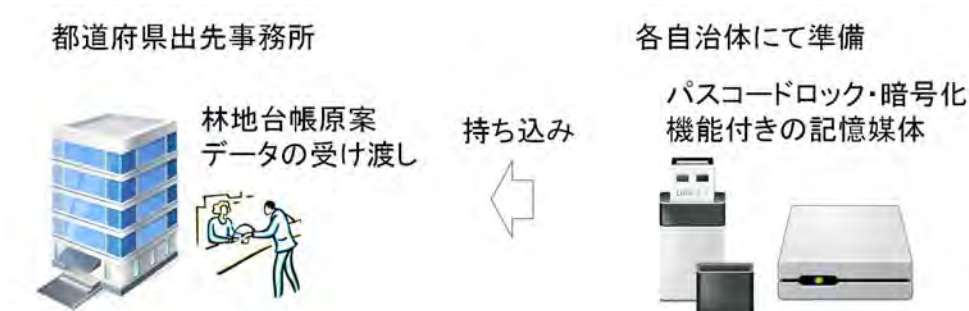 都道府県出先事務所
各自治体にて準備
林地台帳原案
データの受け渡し
持ち込み
パスコードロック・暗号化
機能付きの記憶媒体